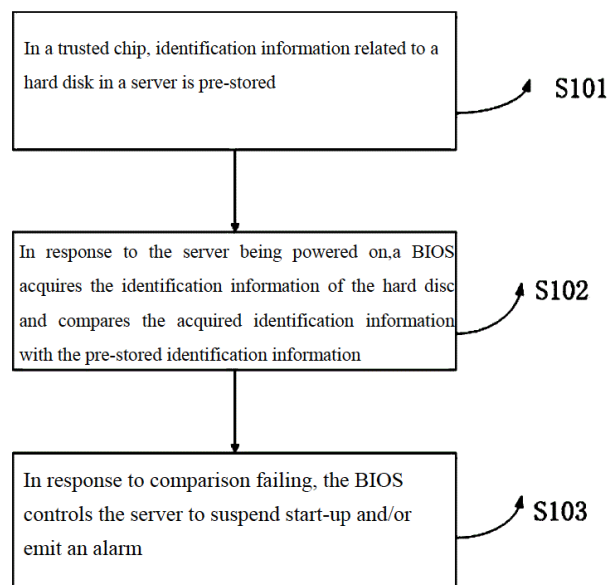 In a trusted chip, identification information related to a
hard disk in a server is pre-stored
S101
In response to the server being powered on,a BIOS
acquires the identification information of the hard disc
and compares the acquired identification information
with the pre-stored identification information
S102
In response to comparison failing, the BIOS
controls the server to suspend start-up and/or
emit an alarm
S103